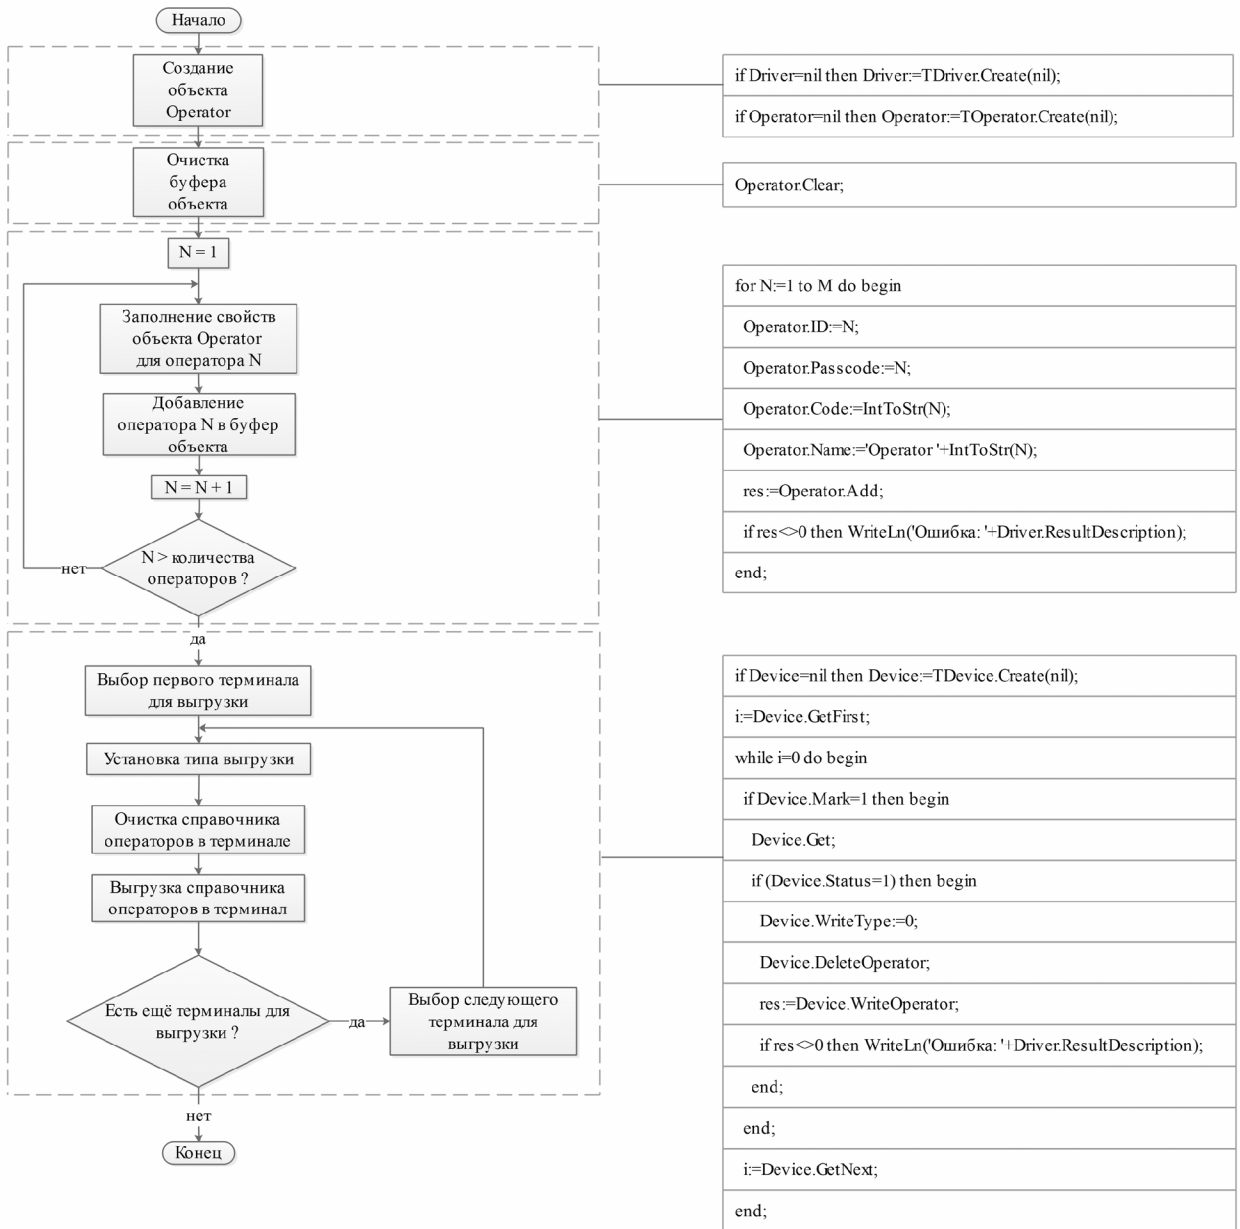 Начало
Создание
объекта
Operator
if Driver=nil then Driver:=TDriver.Create(nil);
if Operator=nil then Operator:=TOperator.Create(nil);
Очистка
буфера
объекта
Operator.Clear;
N = 1
Заполнение свойств
объекта Operator
для оператора N
Добавление
оператора N в буфер
объекта
N = N + 1
N > количества
операторов ?
нет
да
for N:=1 to M do begin
Operator.ID:=N;
Operator.Passcode:=N;
Operator.Code:=IntToStr(N);
Operator.Name:='Operator '+IntToStr(N);
res:=Operator.Add;
if res<>0 then WriteLn('Ошибка: '+Driver.ResultDescription);
end;
Выбор первого терминала
для выгрузки
Установка типа выгрузки
Очистка справочника
операторов в терминале
Выгрузка справочника
операторов в терминал
Есть ещё терминалы для
выгрузки ?
да
Выбор следующего
терминала для
выгрузки
нет
Конец
if Device=nil then Device:=TDevice.Create(nil);
i:=Device.GetFirst;
while i=0 do begin
if Device.Mark=1 then begin
Device.Get;
if (Device.Status=1) then begin
Device.WriteType:=0;
Device.DeleteOperator;
res:=Device.WriteOperator;
if res<>0 then WriteLn('Ошибка: '+Driver.ResultDescription);
end;
end;
i:=Device.GetNext;
end;